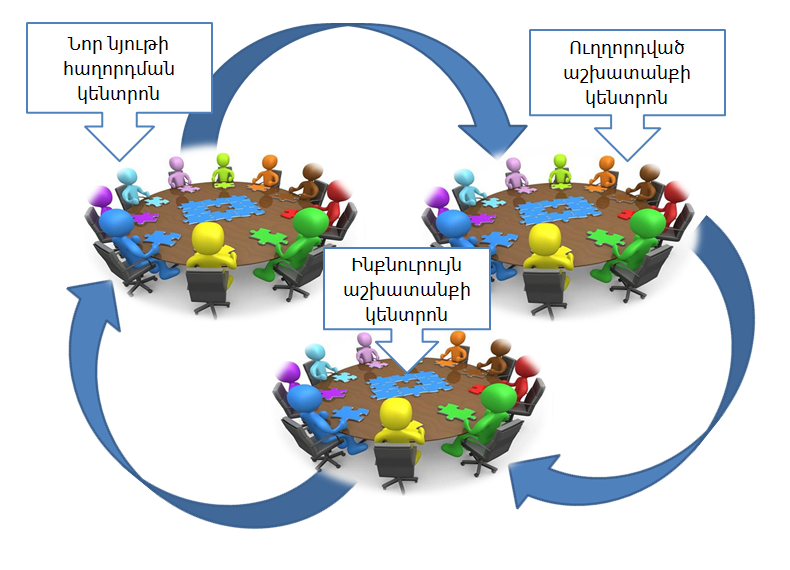 Նոր նյութի
հաղորդման
կենտրոն
Ուղղորդված
աշխատանքի
կենտրոն
Ինքնուրույն
աշխատանքի
կենտրոն